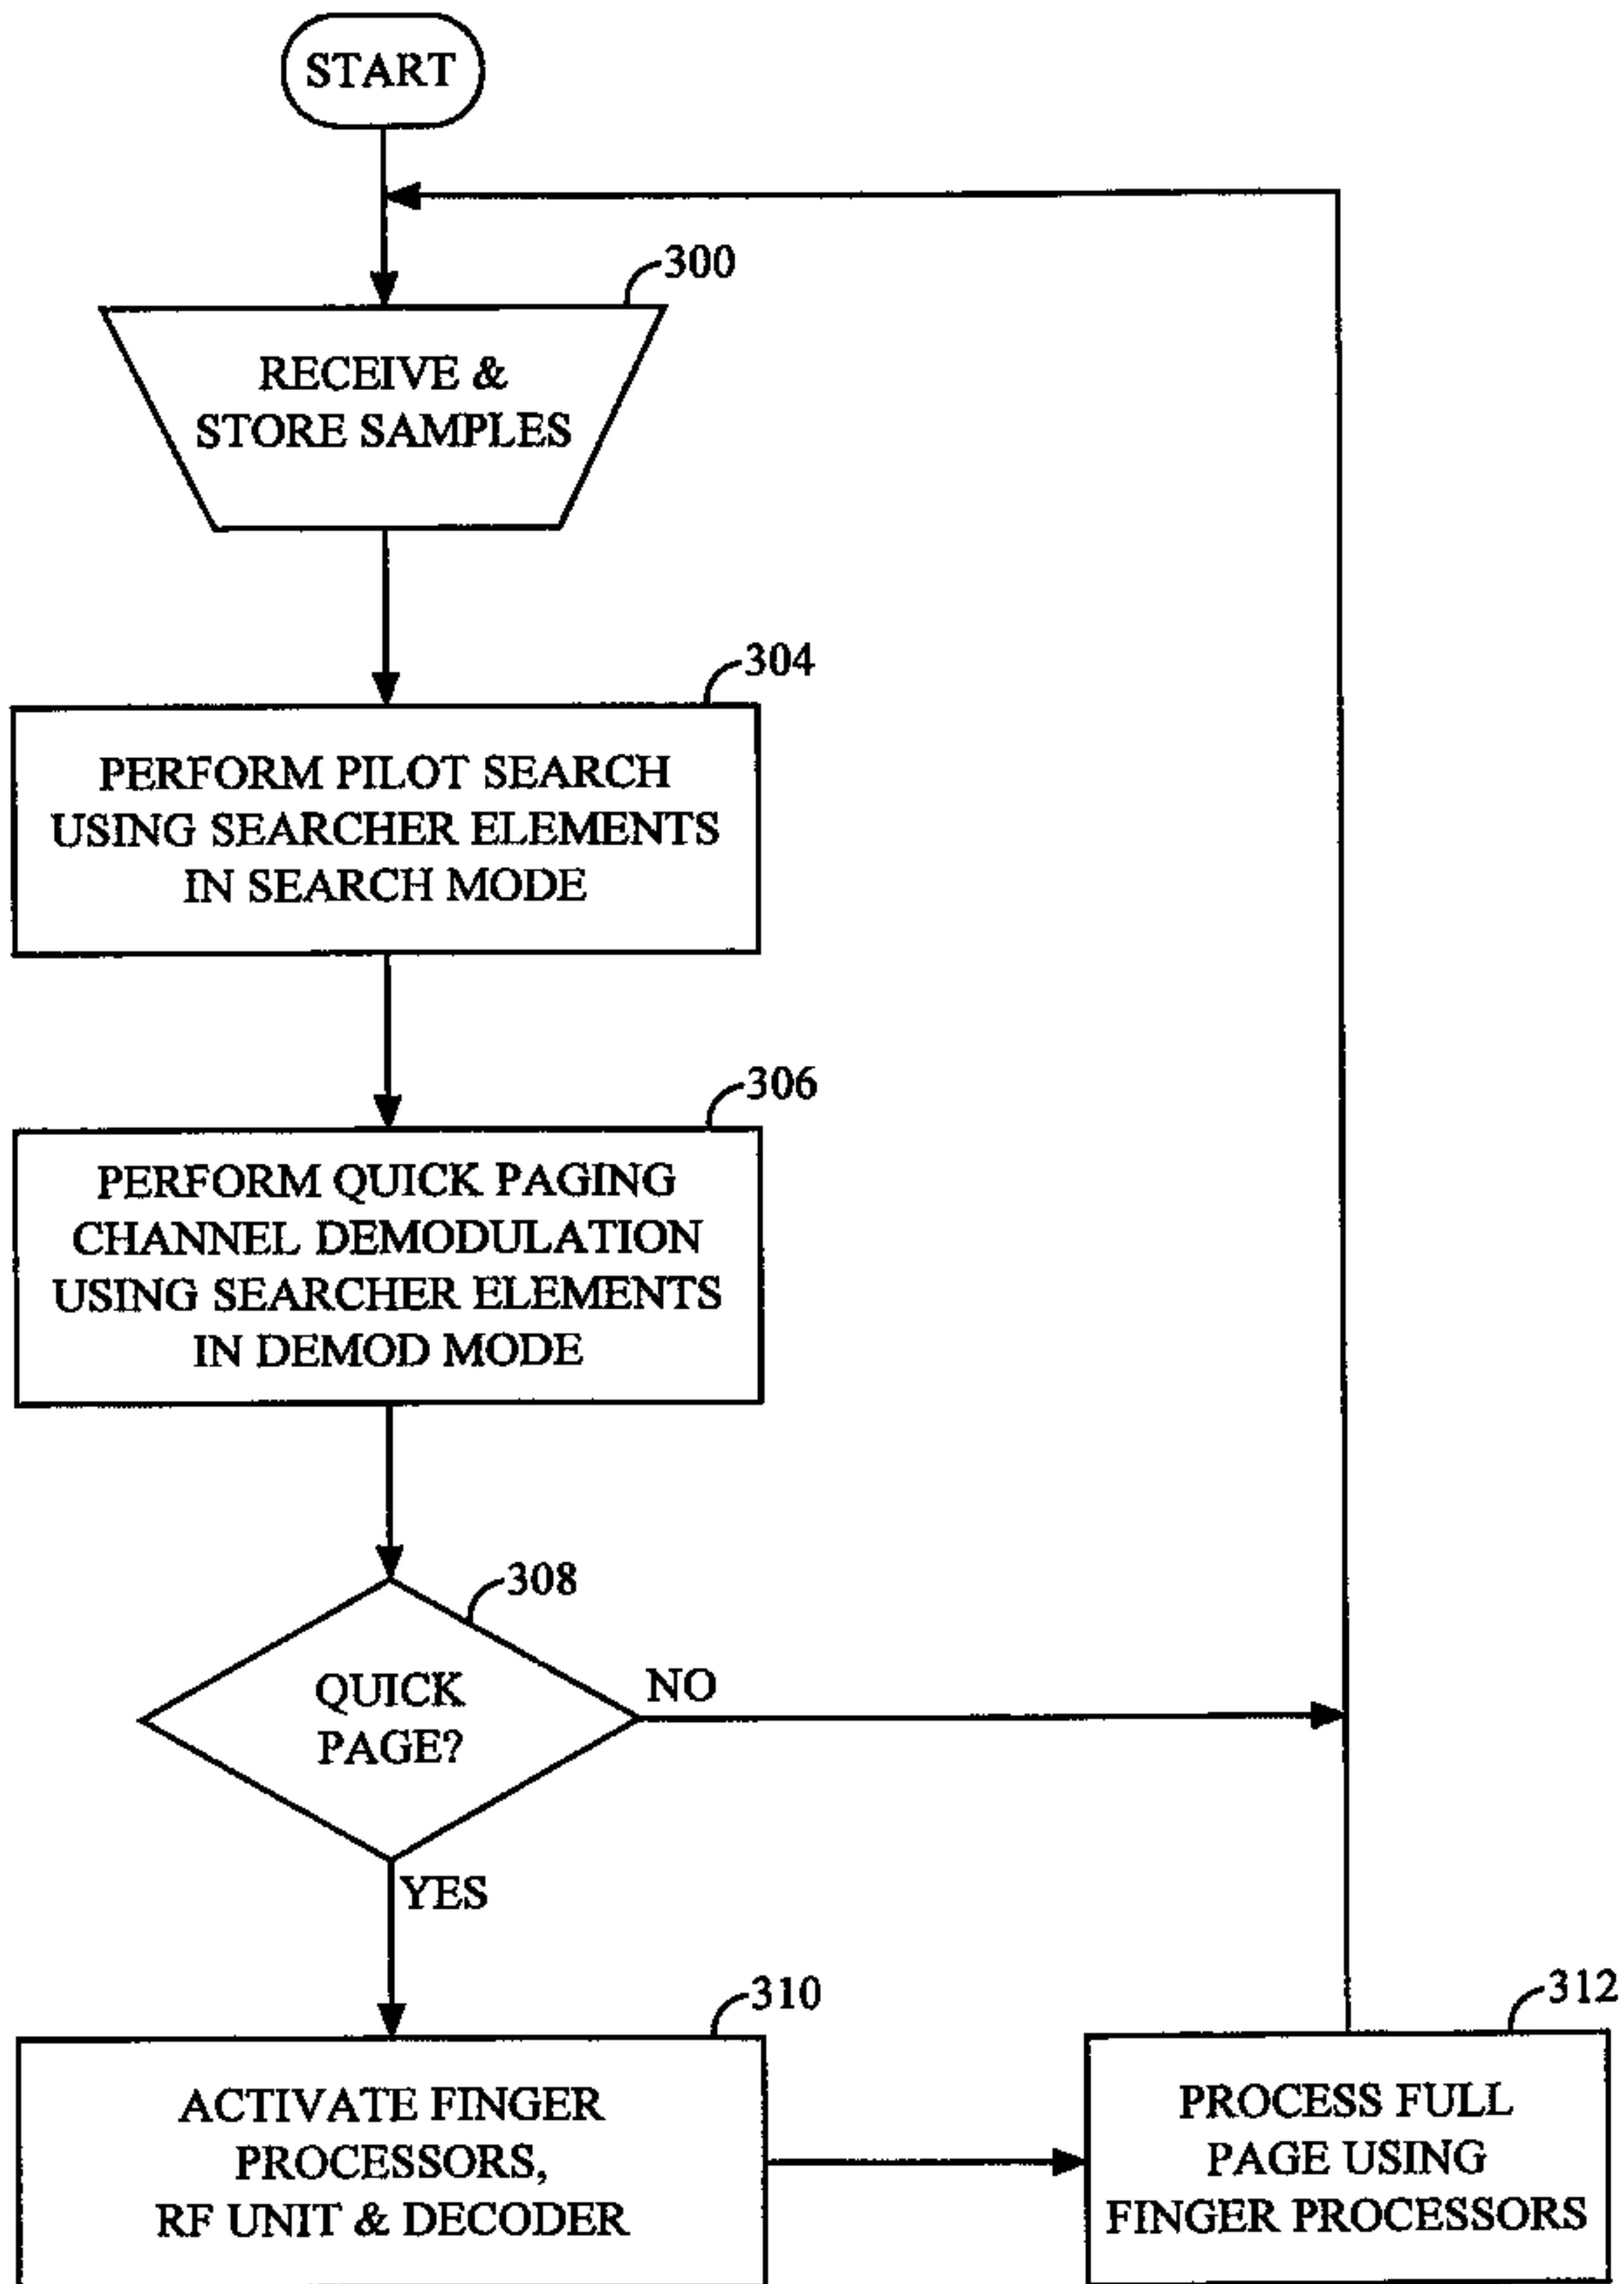 START
300
RECEIVE &
STORE SAMPLES
304
PERFORM PILOT SEARCH
USING SEARCHER ELEMENTS
IN SEARCH MODE
306
PERFORM QUICK PAGING
CHANNEL DEMODULATION
USING SEARCHER ELEMENTS
IN DEMOD MODE
308
QUICK
PAGE?
NO
YES
310
ACTIVATE FINGER
PROCESSORS,
RF UNIT & DECODER
312
PROCESS FULL
PAGE USING
FINGER PROCESSORS